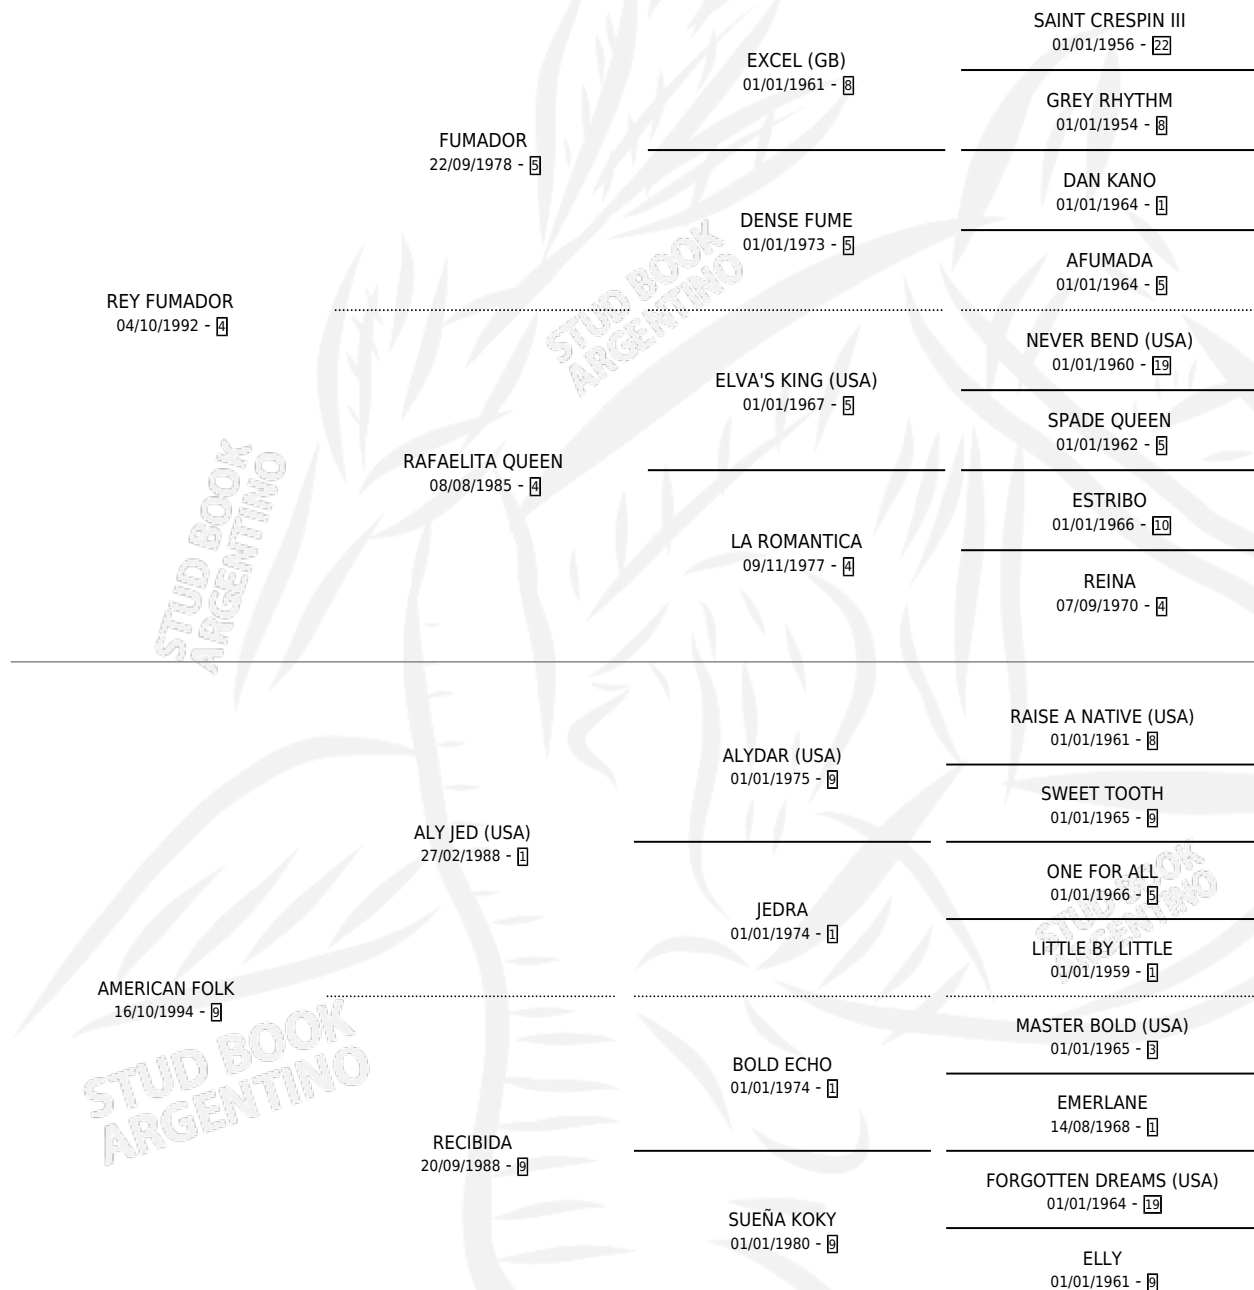 SAINT CRESPIN III
01/01/1956 - 22
EXCEL (GB)
01/01/1961 - 8
GREY RHYTHM
01/01/1954 - 8
FUMADOR
22/09/1978 - 5
DAN KANO
01/01/1964 - 1
DENSE FUME
01/01/1973 - 5
AFUMADA
01/01/1964 - 5
REY FUMADOR
04/10/1992 - 4
STUD BOOK
ARGENTINO
NEVER BEND (USA)
01/01/1960 - 19
ELVA'S KING (USA)
01/01/1967 - 5
SPADE QUEEN
01/01/1962 - 5
RAFAELITA QUEEN
08/08/1985 - 4
ESTRIBO
01/01/1966 - 10
LA ROMANTICA
09/11/1977 - 4
REINA
07/09/1970 - 4
STUD BOOK
ARGENTINO
RAISE A NATIVE (USA)
01/01/1961 - 8
ALYDAR (USA)
01/01/1975 - 9
SWEET TOOTH
01/01/1965 - 9
ALY JED (USA)
27/02/1988 - 1
ONE FOR ALL
01/01/1966 - 5
JEDRA
01/01/1974 - 1
LITTLE BY LITTLE
01/01/1959 - 1
STUD BOOK
ARGENTINO
AMERICAN FOLK
16/10/1994 - 9
MASTER BOLD (USA)
01/01/1965 - 3
BOLD ECHO
01/01/1974 - 1
EMERLANE
14/08/1968 - 1
STUD BOOK
ARGENTINO
RECIBIDA
20/09/1988 - 9
FORGOTTEN DREAMS (USA)
01/01/1964 - 19
SUEÑA KOKY
01/01/1980 - 9
ELLY
01/01/1961 - 9